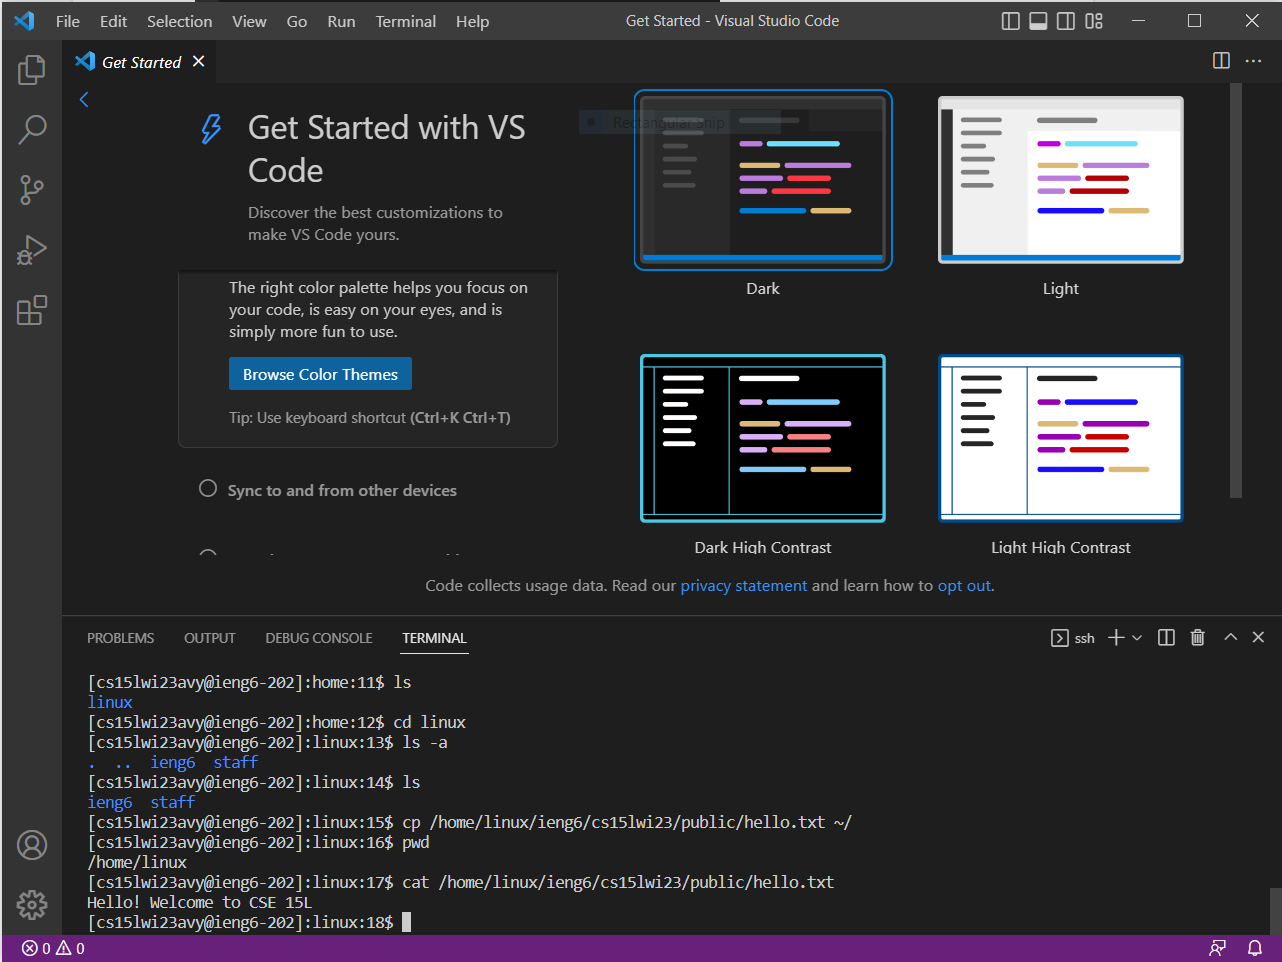 File Edit Selection View Go Run Terminal Help Get Started - Visual Studio Code
Get Started
Get Started with VS
Code
Discover the best customizations to
make VS Code yours.
The right color palette helps you focus on
your code, is easy on your eyes, and is
simply more fun to use.
Browse Color Themes
Tip: Use keyboard shortcut (Ctrl+K Ctrl+T)
Sync to and from other devices
Rectangular Snip
Dark
Light
Dark High Contrast
Light High Contrast
Code collects usage data. Read our privacy statement and learn how to opt out.
PROBLEMS OUTPUT DEBUG CONSOLE TERMINAL ssh
[cs15lwi23avy@ieng6-202]:home:11$ ls
linux
[cs15lwi23avy@ieng6-202]:home:12$ cd linux
[cs15lwi23avy@ieng6-202]:linux:13$ ls -a
. .. ieng6 staff
[cs15lwi23avy@ieng6-202]:linux:14$ ls
ieng6 staff
[cs15lwi23avy@ieng6-202]:linux:15$ cp /home/linux/ieng6/cs15lwi23/public/hello.txt ~/
[cs15lwi23avy@ieng6-202]:linux:16$ pwd
/home/linux
[cs15lwi23avy@ieng6-202]:linux:17$ cat /home/linux/ieng6/cs15lwi23/public/hello.txt
Hello! Welcome to CSE 15L
[cs15lwi23avy@ieng6-202]:linux:18$
0 0